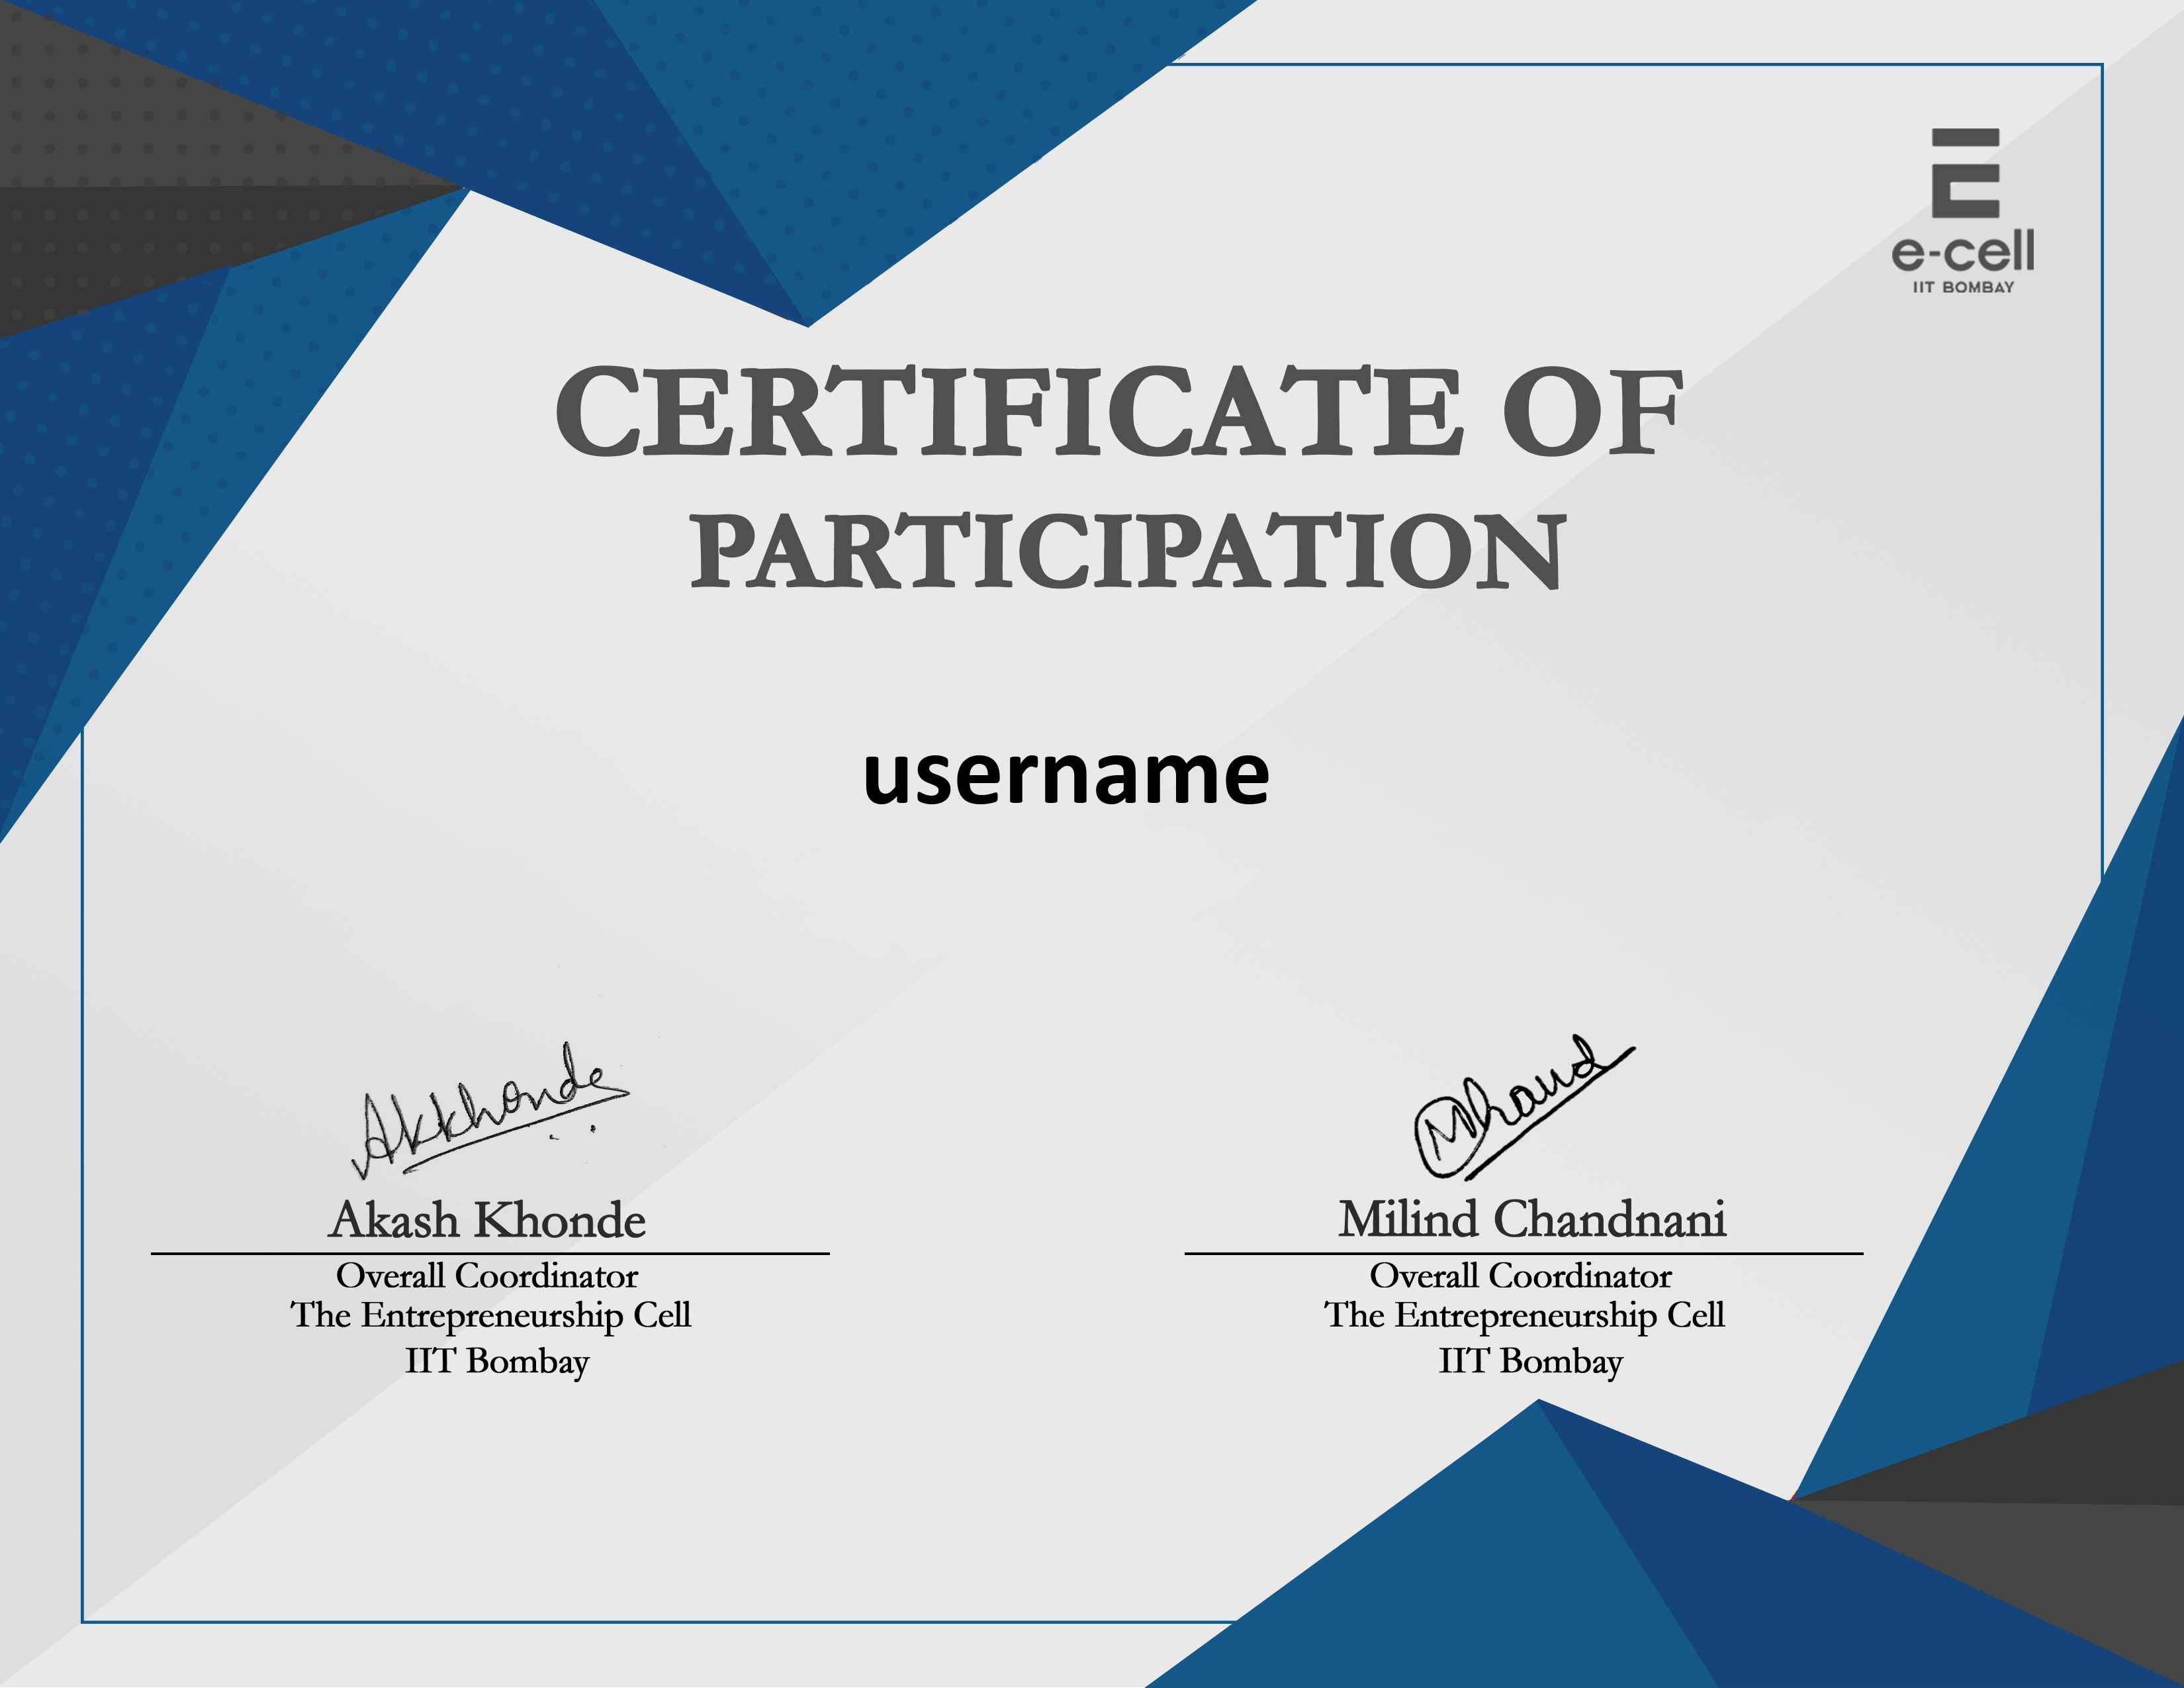 e-cell
IIT BOMBAY
CERTIFICATE OF
PARTICIPATION
username
Akkhonde
Akash Khonde
Overall Coordinator
The Entrepreneurship Cell
IIT Bombay
Milind Chandnani
Overall Coordinator
The Entrepreneurship Cell
IIT Bombay